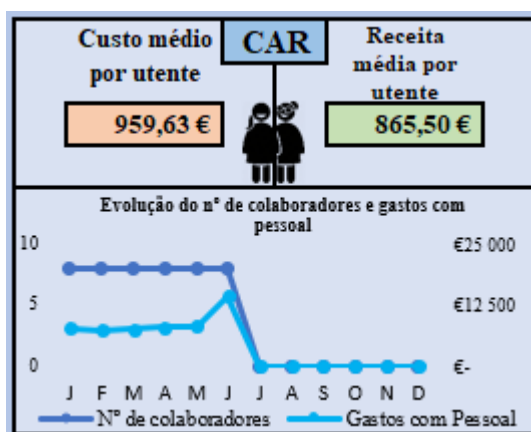 Custo médio
por utente
CAR
Receita
média por
utente
959,63 €
865,50 €
Evolução do nº de colaboradores e gastos com
pessoal
10
5
0
€25 000
€12 500
€-
J F M A M J J A S O N D
Nº de colaboradores
Gastos com Pessoal